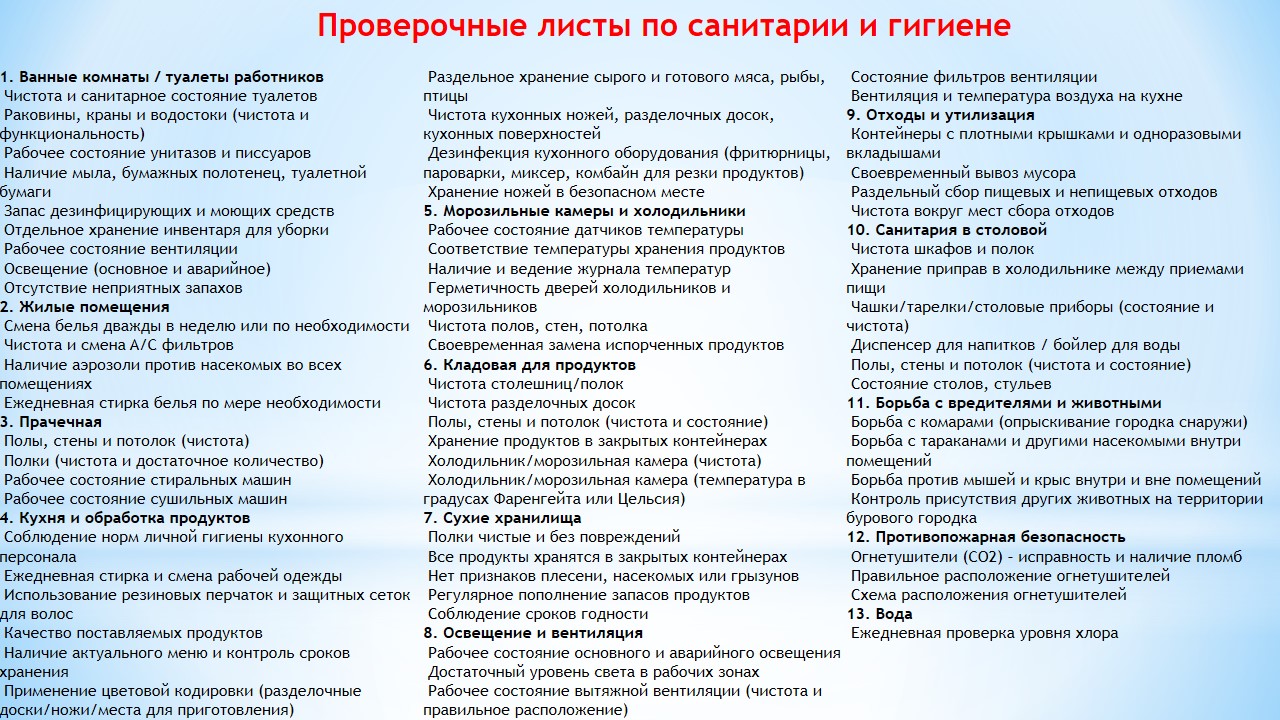 Проверочные листы по санитарии и гигиене
1. Ванные комнаты / туалеты работников
Чистота и санитарное состояние туалетов
Раковины, краны и водостоки (чистота и
функциональность)
Рабочее состояние унитазов и писсуаров
Наличие мыла, бумажных полотенец, туалетной
бумаги
Запас дезинфицирующих и моющих средств
Отдельное хранение инвентаря для уборки
Рабочее состояние вентиляции
Освещение (основное и аварийное)
Отсутствие неприятных запахов
2. Жилые помещения
Смена белья дважды в неделю или по необходимости
Чистота и смена А/С фильтров
Наличие аэрозоли против насекомых во всех
помещениях
Ежедневная стирка белья по мере необходимости
3. Прачечная
Полы, стены и потолок (чистота)
Полки (чистота и достаточное количество)
Рабочее состояние стиральных машин
Рабочее состояние сушильных машин
4. Кухня и обработка продуктов
Соблюдение норм личной гигиены кухонного
персонала
Ежедневная стирка и смена рабочей одежды
Использование резиновых перчаток и защитных сеток
для волос
Качество поставляемых продуктов
Наличие актуального меню и контроль сроков
хранения
Применение цветовой кодировки (разделочные
доски/ножи/места для приготовления)
Раздельное хранение сырого и готового мяса, рыбы,
птицы
Чистота кухонных ножей, разделочных досок,
кухонных поверхностей
Дезинфекция кухонного оборудования (фритюрницы,
пароварки, миксер, комбайн для резки продуктов)
Хранение ножей в безопасном месте
5. Морозильные камеры и холодильники
Рабочее состояние датчиков температуры
Соответствие температуры хранения продуктов
Наличие и ведение журнала температур
Герметичность дверей холодильников и
морозильников
Чистота полов, стен, потолка
Своевременная замена испорченных продуктов
6. Кладовая для продуктов
Чистота столешниц/полок
Чистота разделочных досок
Полы, стены и потолок (чистота и состояние)
Хранение продуктов в закрытых контейнерах
Холодильник/морозильная камера (чистота)
Холодильник/морозильная камера (температура в
градусах Фаренгейта или Цельсия)
7. Сухие хранилища
Полки чистые и без повреждений
Все продукты хранятся в закрытых контейнерах
Нет признаков плесени, насекомых или грызунов
Регулярное пополнение запасов продуктов
Соблюдение сроков годности
8. Освещение и вентиляция
Рабочее состояние основного и аварийного освещения
Достаточный уровень света в рабочих зонах
Рабочее состояние вытяжной вентиляции (чистота и
правильное расположение)
Состояние фильтров вентиляции
Вентиляция и температура воздуха на кухне
9. Отходы и утилизация
Контейнеры с плотными крышками и одноразовыми
вкладышами
Своевременный вывоз мусора
Раздельный сбор пищевых и непищевых отходов
Чистота вокруг мест сбора отходов
10. Санитария в столовой
Чистота шкафов и полок
Хранение приправ в холодильнике между приемами
пищи
Чашки/тарелки/столовые приборы (состояние и
чистота)
Диспенсер для напитков / бойлер для воды
Полы, стены и потолок (чистота и состояние)
Состояние столов, стульев
11. Борьба с вредителями и животными
Борьба с комарами (опрыскивание городка снаружи)
Борьба с тараканами и другими насекомыми внутри
помещений
Борьба против мышей и крыс внутри и вне помещений
Контроль присутствия других животных на территории
бурового городка
12. Противопожарная безопасность
Огнетушители (СО2) – исправность и наличие пломб
Правильное расположение огнетушителей
Схема расположения огнетушителей
13. Вода
Ежедневная проверка уровня хлора